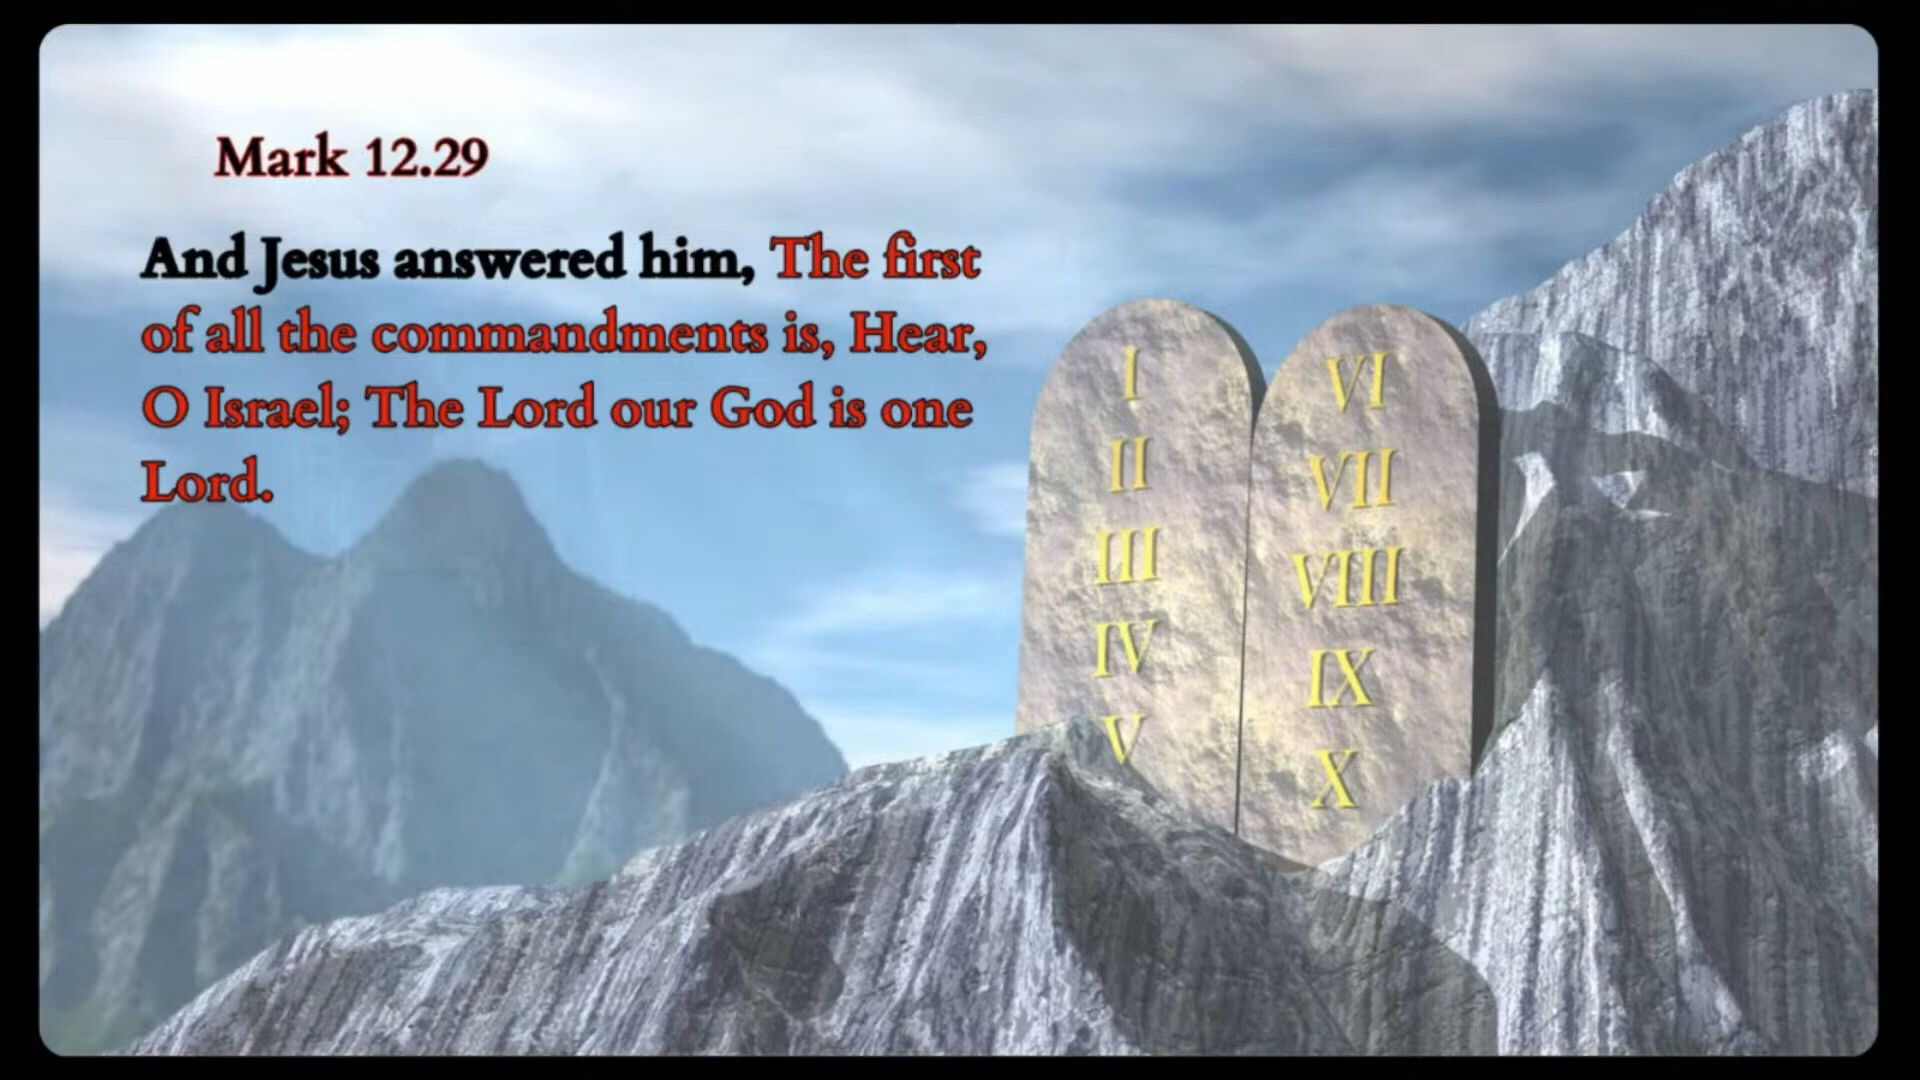 Mark 12.29
And Jesus answered him, The first
of all the commandments is, Hear,
O Israel; The Lord our God is one
Lord.
I
II
III
IV
V
VI
VII
VIII
IX
X